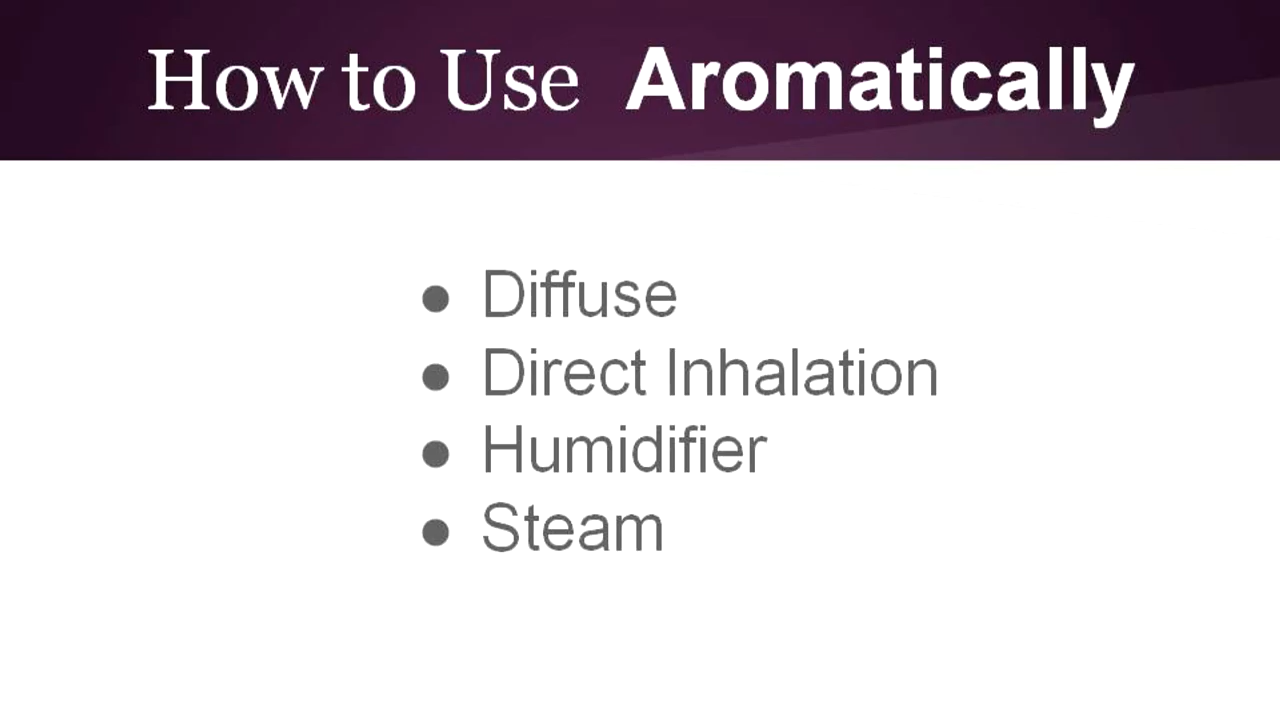 How to Use Aromatically
● Diffuse
● Direct Inhalation
● Humidifier
● Steam